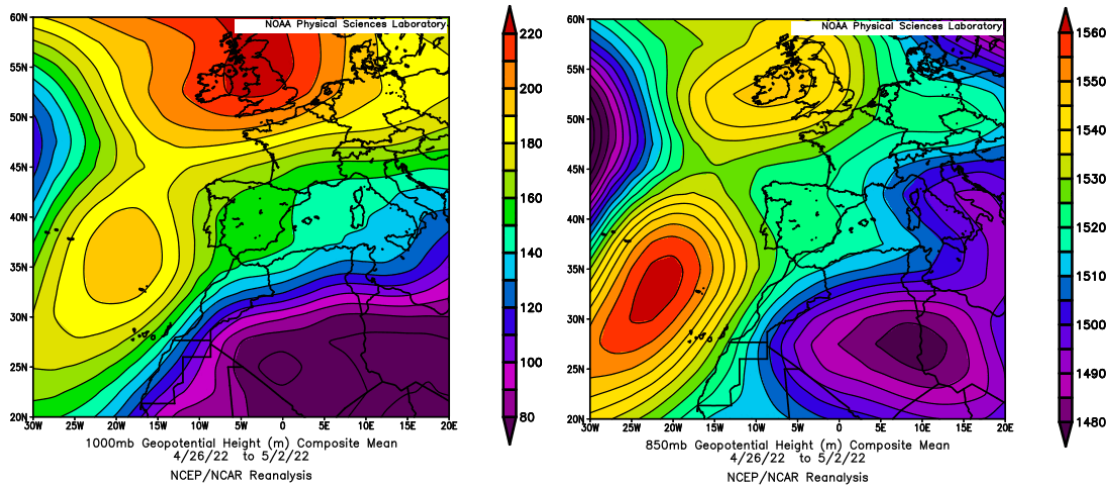 NOAA Physical Sciences Laboratory
60N
55N
50N
45N
40N
35N
30N
25N
20N
30W 25W 20W 15W 10W 5W 0 5E 10E 15E 20E
1000mb Geopotential Height (m) Composite Mean
4/26/22 to 5/2/22
NCEP/NCAR Reanalysis
220
200
180
160
140
120
100
80
NOAA Physical Sciences Laboratory
60N
55N
50N
45N
40N
35N
30N
25N
20N
30W 25W 20W 15W 10W 5W 0 5E 10E 15E 20E
850mb Geopotential Height (m) Composite Mean
4/26/22 to 5/2/22
NCEP/NCAR Reanalysis
1560
1550
1540
1530
1520
1510
1500
1490
1480